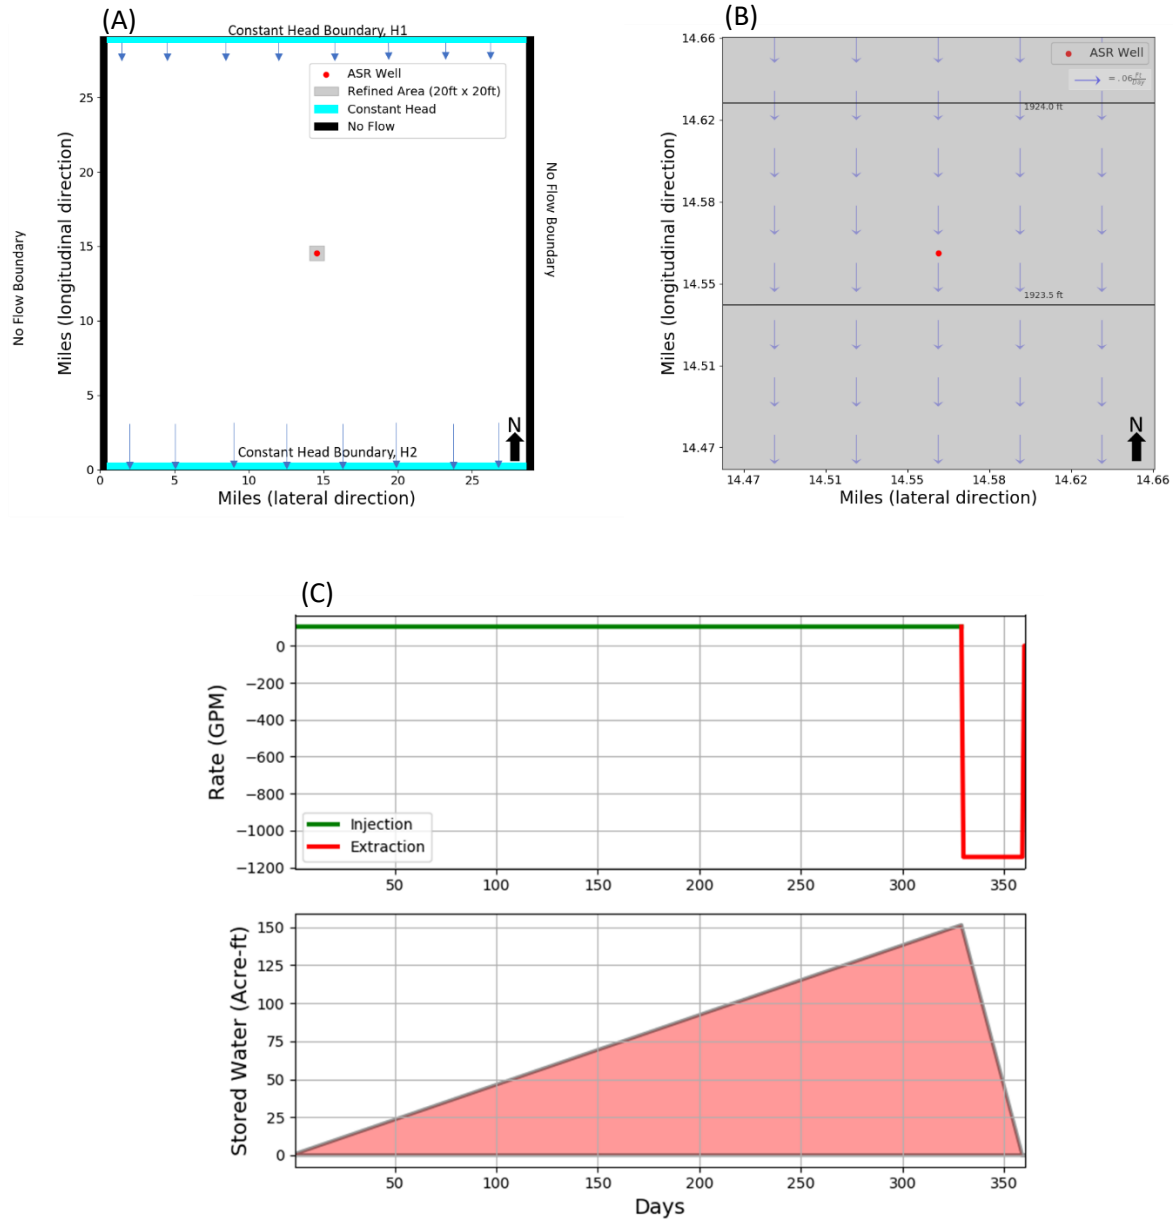 (A)
Constant Head Boundary, H1
ASR Well
Refined Area (20ft x 20ft)
Constant Head
No Flow
25
20
15
10
5
0
Miles (longitudinal direction)
No Flow Boundary
No Flow Boundary
N
Constant Head Boundary, H2
0 5 10 15 20 25
Miles (lateral direction)
(B)
14.66
14.62
14.58
14.55
14.51
14.47
Miles (longitudinal direction)
ASR Well
= .06 Ft/Day
1924.0 ft
1923.5 ft
N
14.47 14.51 14.55 14.58 14.62 14.66
Miles (lateral direction)
(C)
0
−200
−400
−600
−800
−1000
−1200
Rate (GPM)
Injection
Extraction
50 100 150 200 250 300 350
150
125
100
75
50
25
0
Stored Water (Acre-ft)
50 100 150 200 250 300 350
Days